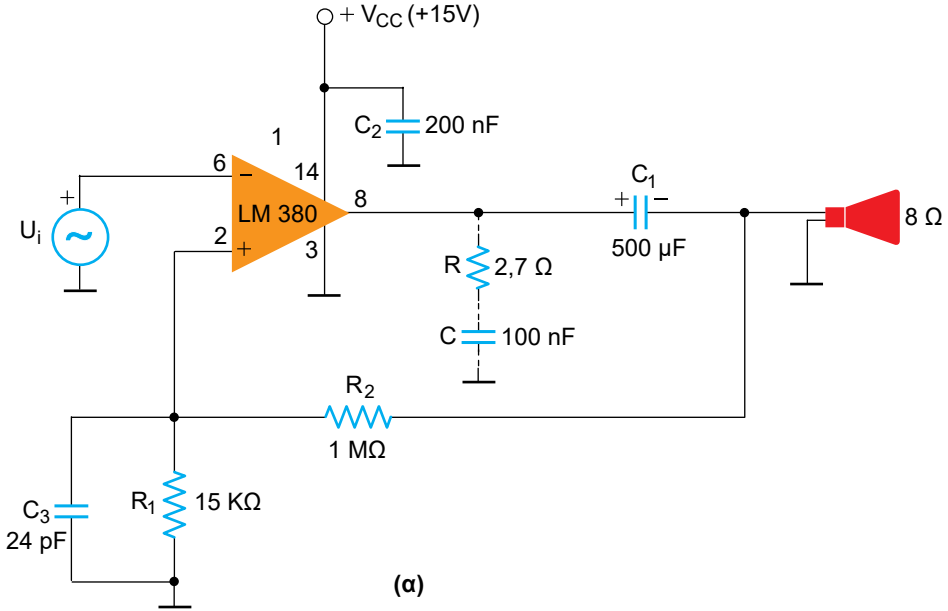 + V_CC (+15V)
C₂ 200 nF
1
6
−
14
8
LM 380
2
+
3
+
U_i
~
C₁
+ −
500 μF
8 Ω
R 2,7 Ω
C 100 nF
R₂
1 MΩ
R₁ 15 KΩ
C₃
24 pF
(α)